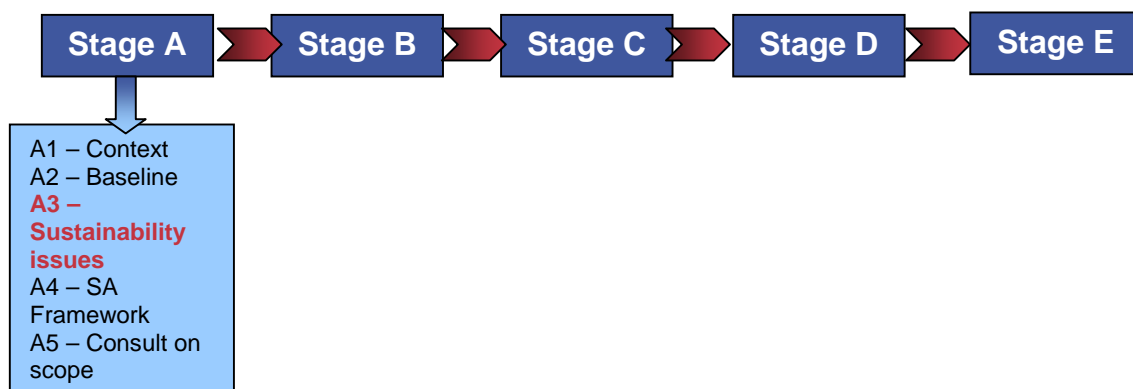 Stage A
Stage B
Stage C
Stage D
Stage E
A1 – Context
A2 – Baseline
A3 –
Sustainability
issues
A4 – SA
Framework
A5 – Consult on
scope